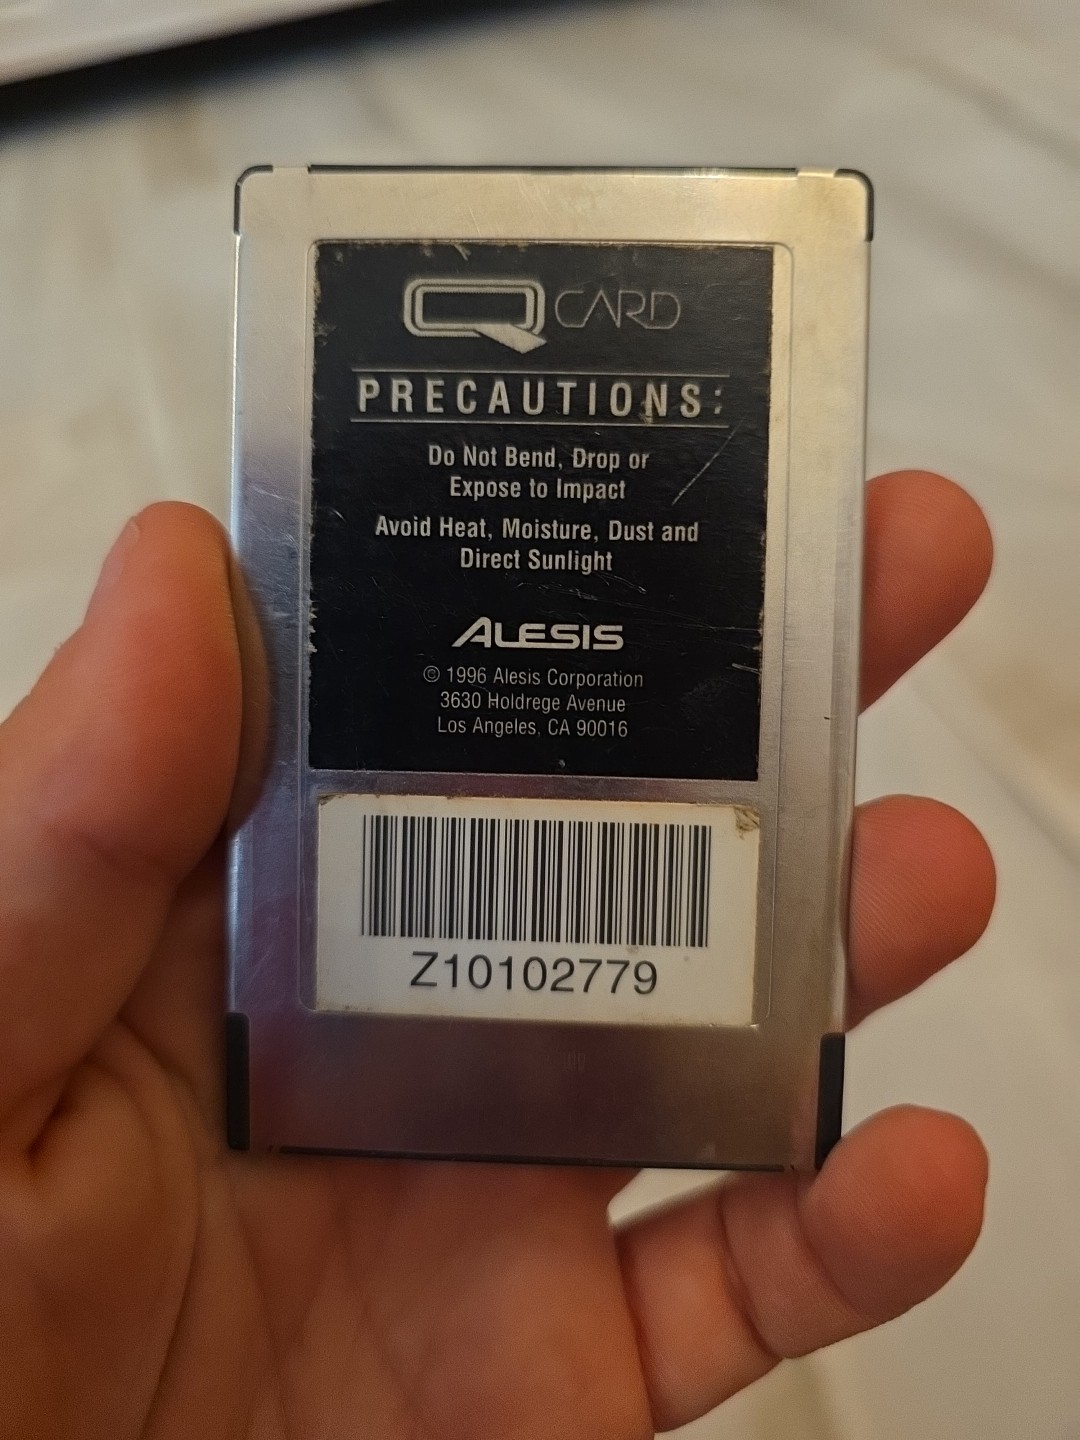 Q CARD
PRECAUTIONS:
Do Not Bend, Drop or
Expose to Impact
Avoid Heat, Moisture, Dust and
Direct Sunlight
ALESIS
© 1996 Alesis Corporation
3630 Holdrege Avenue
Los Angeles, CA 90016
Z10102779